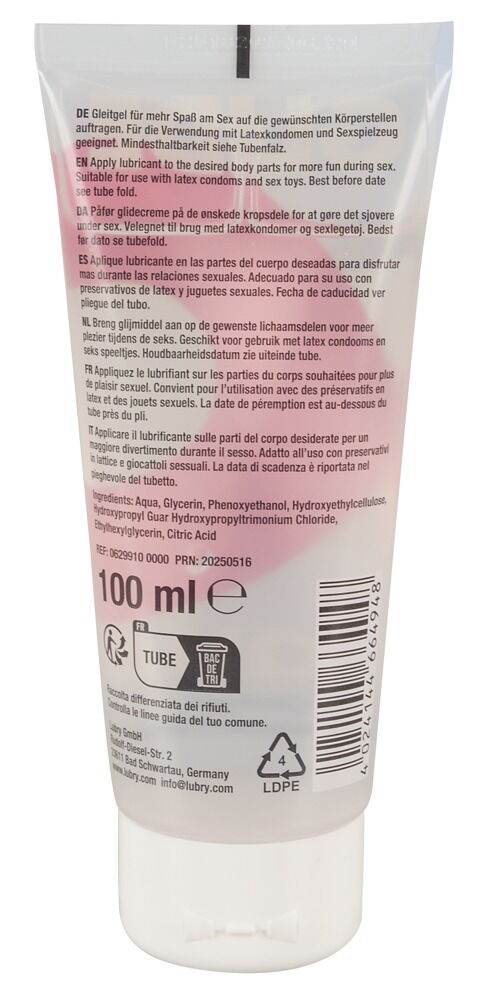 DE Gleitgel für mehr Spaß am Sex auf die gewünschten Körperstellen
auftragen. Für die Verwendung mit Latexkondomen und Sexspielzeug
geeignet. Mindesthaltbarkeit siehe Tubenfalz.
EN Apply lubricant to the desired body parts for more fun during sex.
Suitable for use with latex condoms and sex toys. Best before date
see tube fold.
DA Påfør glidecreme på de ønskede kropsdele for at gøre det sjovere
under sex. Velegnet til brug med latexkondomer og sexlegetøj. Bedst
før dato se tubefold.
ES Aplique lubricante en las partes del cuerpo deseadas para disfrutar
mas durante las relaciones sexuales. Adecuado para su uso con
preservativos de latex y juguetes sexuales. Fecha de caducidad ver
pliegue del tubo.
NL Breng glijmiddel aan op de gewenste lichaamsdelen voor meer
plezier tijdens de seks. Geschikt voor gebruik met latex condooms en
seks speeltjes. Houdbaarheidsdatum zie uiteinde tube.
FR Appliquez le lubrifiant sur les parties du corps souhaitées pour plus
de plaisir sexuel. Convient pour l'utilisation avec des préservatifs en
latex et des jouets sexuels. La date de péremption est au-dessous du
tube près du pli.
IT Applicare il lubrificante sulle parti del corpo desiderate per un
maggiore divertimento durante il sesso. Adatto all'uso con preservativi
in lattice e giocattoli sessuali. La data di scadenza è riportata nel
pieghevole del tubetto.
Ingredients: Aqua, Glycerin, Phenoxyethanol, Hydroxyethylcellulose,
Hydroxypropyl Guar Hydroxypropyltrimonium Chloride,
Ethylhexylglycerin, Citric Acid
REF: 0629910 0000 PRN: 20250516
100 ml ℮
FR
TUBE
BAC
DE
TRI
Raccolta differenziata dei rifiuti.
Controlla le linee guida del tuo comune.
Lubry GmbH
Rudolf-Diesel-Str. 2
23611 Bad Schwartau, Germany
www.lubry.com info@lubry.com
4
LDPE
4 024144 664948